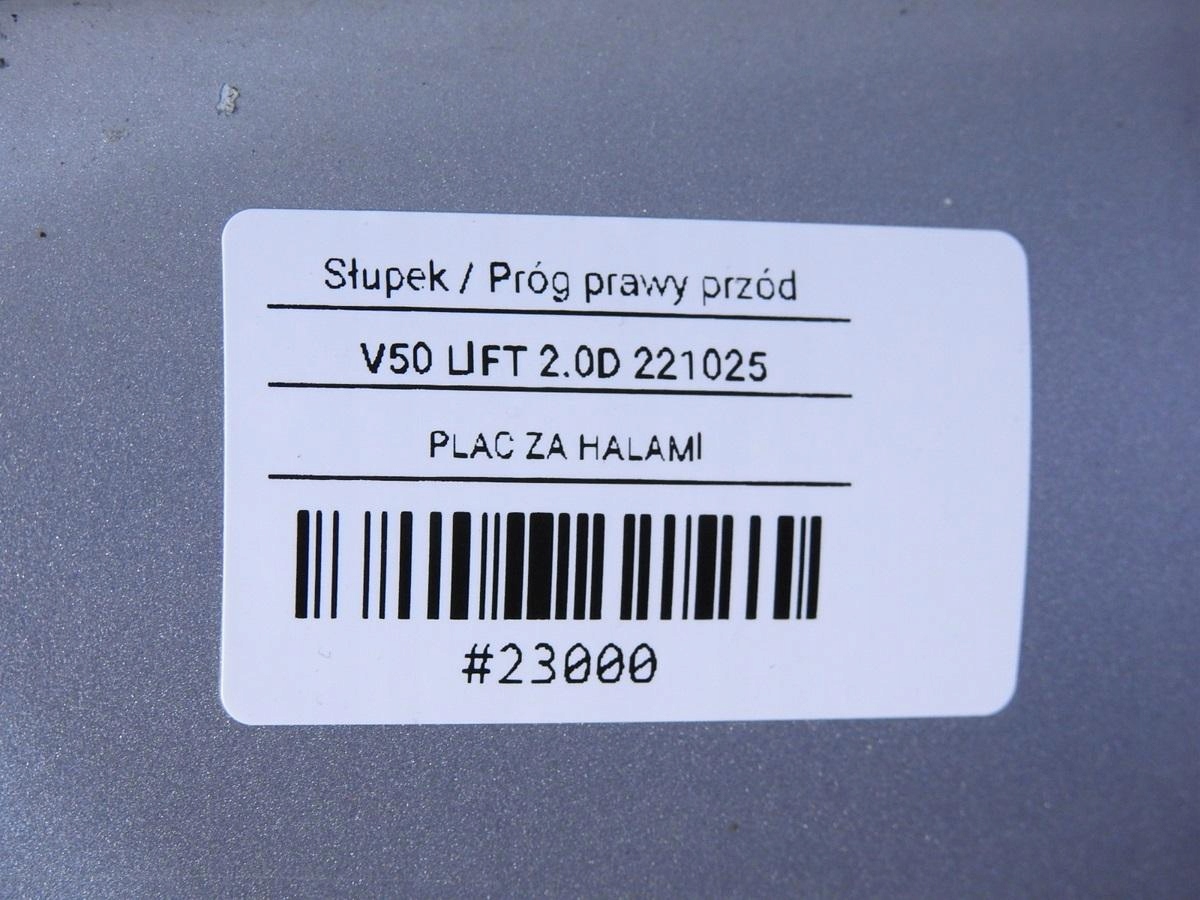 Słupek / Próg prawy przód
V50 LIFT 2.0D 221025
PLAC ZA HALAMI
#23000